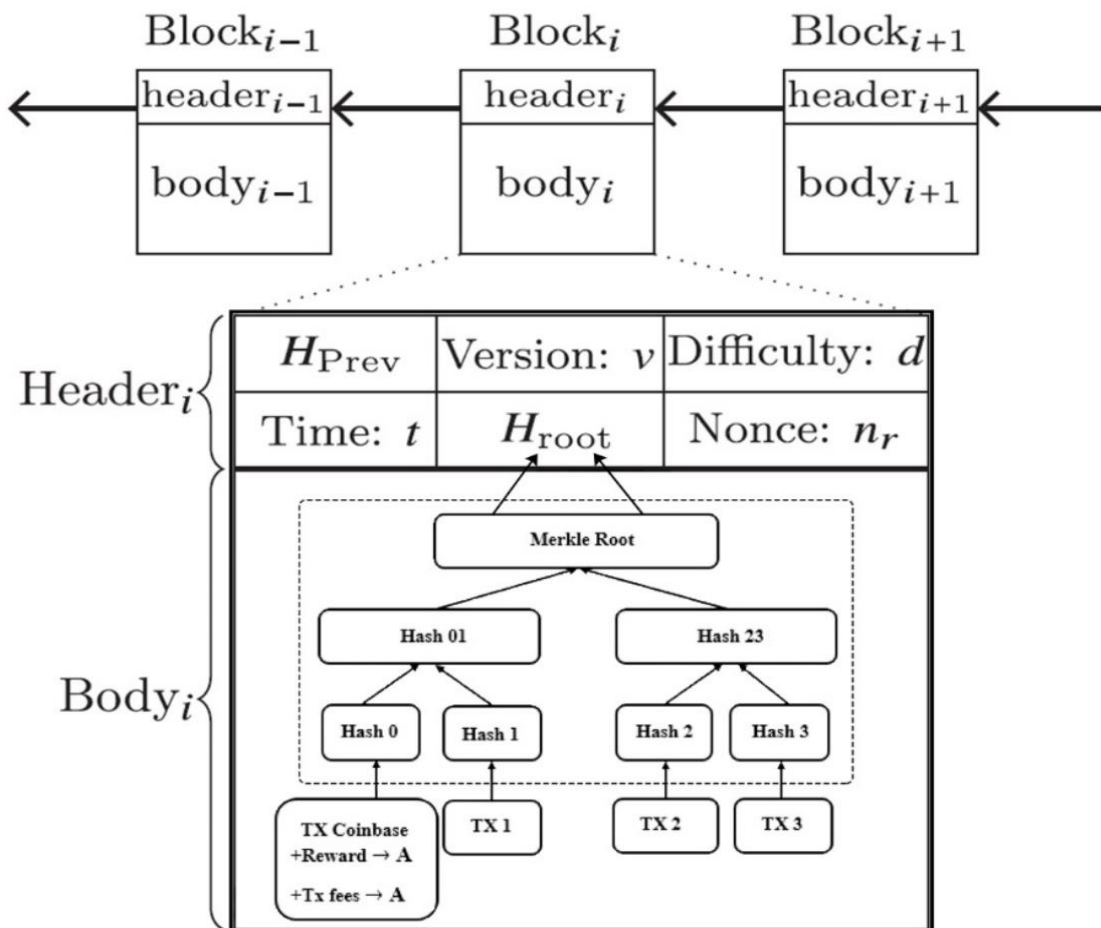 Block_{i−1} Block_i Block_{i+1}
header_{i−1} header_i header_{i+1}
body_{i−1} body_i body_{i+1}
Header_i
H_Prev Version: v Difficulty: d
Time: t H_root Nonce: n_r
Body_i
Merkle Root
Hash 01 Hash 23
Hash 0 Hash 1 Hash 2 Hash 3
TX Coinbase
+Reward → A
+Tx fees → A
TX 1 TX 2 TX 3